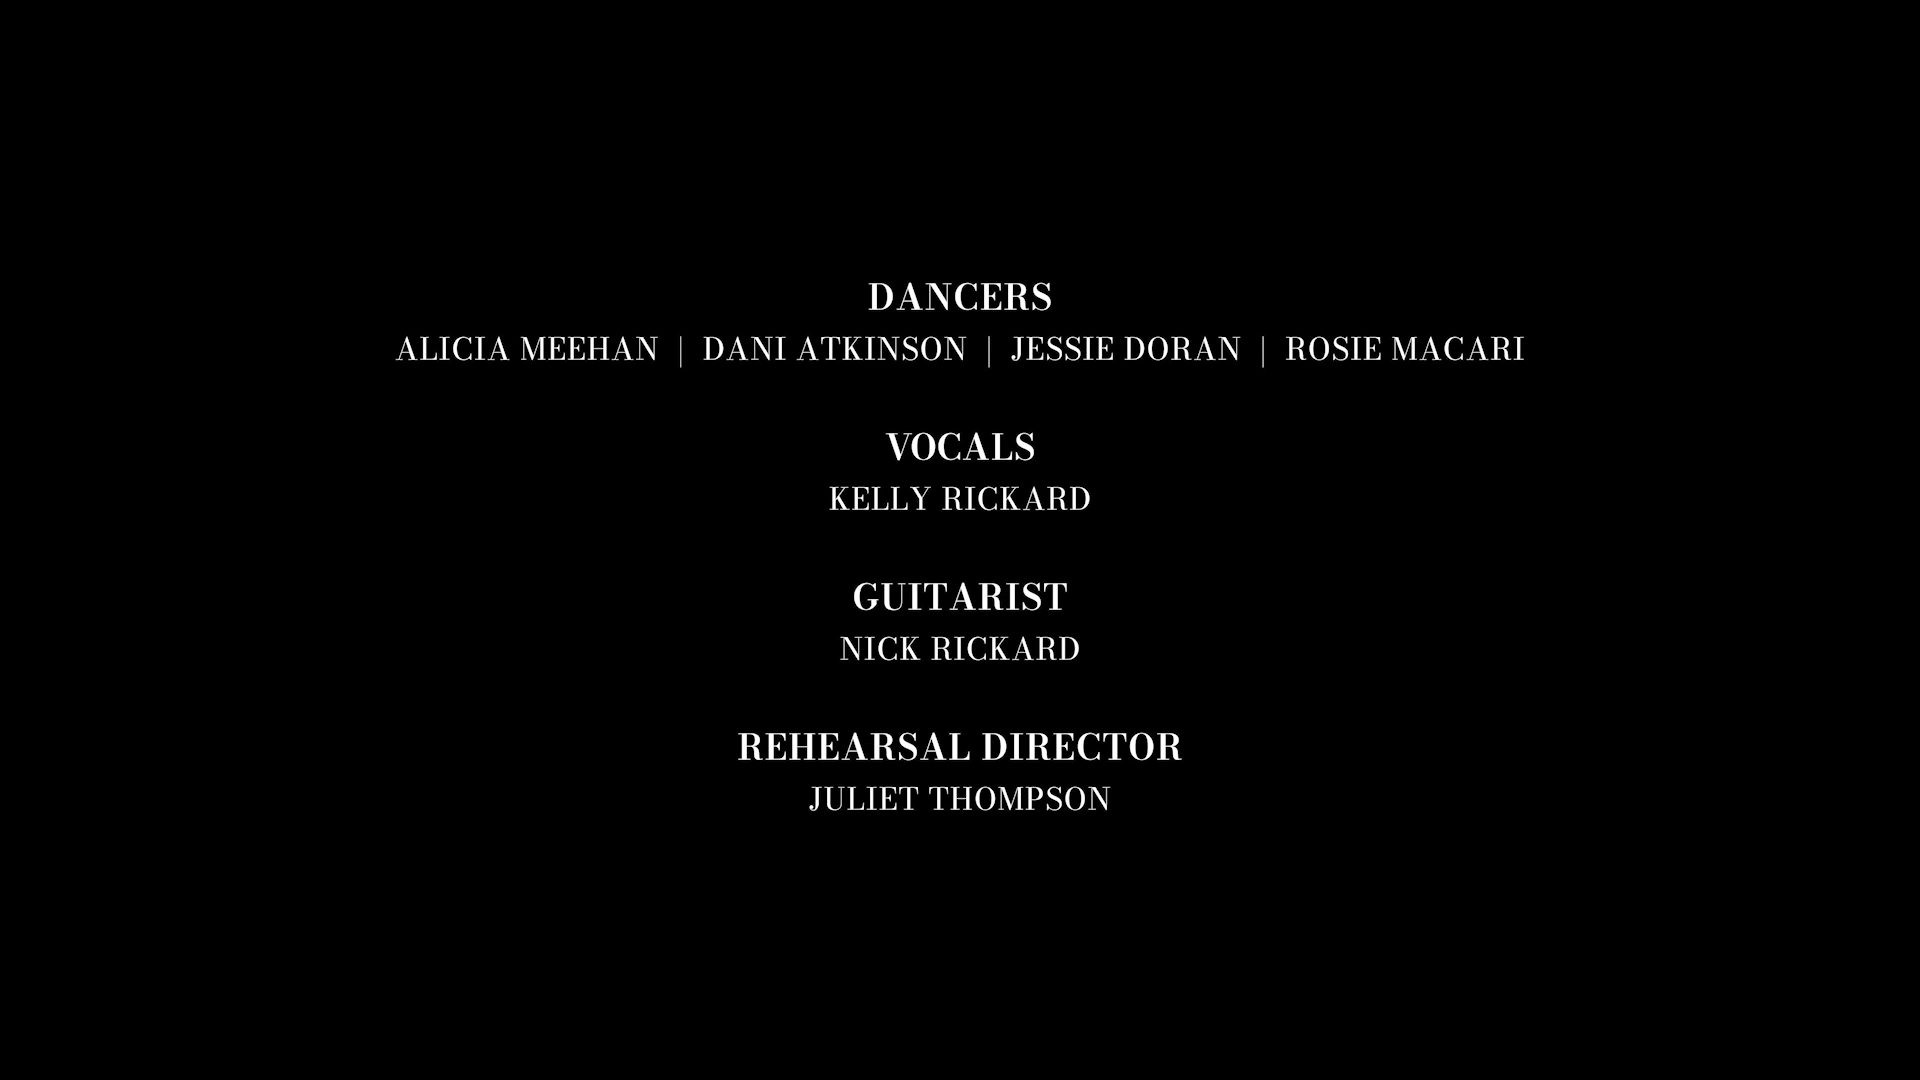 DANCERS
ALICIA MEEHAN | DANI ATKINSON | JESSIE DORAN | ROSIE MACARI
VOCALS
KELLY RICKARD
GUITARIST
NICK RICKARD
REHEARSAL DIRECTOR
JULIET THOMPSON